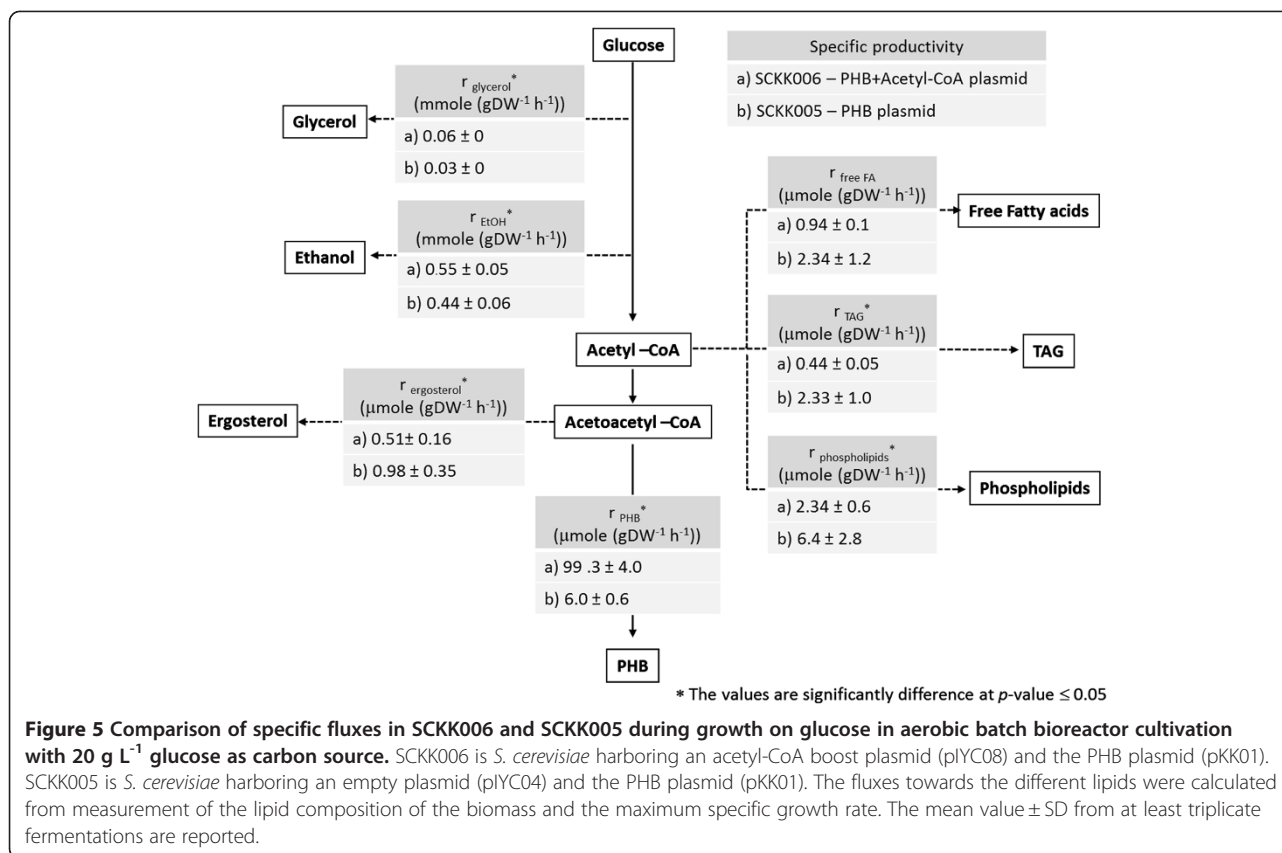 Glucose
Specific productivity
a) SCKK006 – PHB+Acetyl-CoA plasmid
b) SCKK005 – PHB plasmid
r glycerol*
(mmole (gDW-1 h-1))
Glycerol
a) 0.06 ± 0
b) 0.03 ± 0
r EtOH*
(mmole (gDW-1 h-1))
Ethanol
a) 0.55 ± 0.05
b) 0.44 ± 0.06
r free FA
(μmole (gDW-1 h-1))
Free Fatty acids
a) 0.94 ± 0.1
b) 2.34 ± 1.2
Acetyl –CoA
r TAG*
(μmole (gDW-1 h-1))
TAG
a) 0.44 ± 0.05
b) 2.33 ± 1.0
r ergosterol*
(μmole (gDW-1 h-1))
Ergosterol
a) 0.51± 0.16
b) 0.98 ± 0.35
Acetoacetyl –CoA
r phospholipids*
(μmole (gDW-1 h-1))
Phospholipids
a) 2.34 ± 0.6
b) 6.4 ± 2.8
r PHB*
(μmole (gDW-1 h-1))
a) 99 .3 ± 4.0
b) 6.0 ± 0.6
PHB
* The values are significantly difference at p-value ≤ 0.05
Figure 5 Comparison of specific fluxes in SCKK006 and SCKK005 during growth on glucose in aerobic batch bioreactor cultivation
with 20 g L-1 glucose as carbon source. SCKK006 is S. cerevisiae harboring an acetyl-CoA boost plasmid (pIYC08) and the PHB plasmid (pKK01).
SCKK005 is S. cerevisiae harboring an empty plasmid (pIYC04) and the PHB plasmid (pKK01). The fluxes towards the different lipids were calculated
from measurement of the lipid composition of the biomass and the maximum specific growth rate. The mean value ± SD from at least triplicate
fermentations are reported.